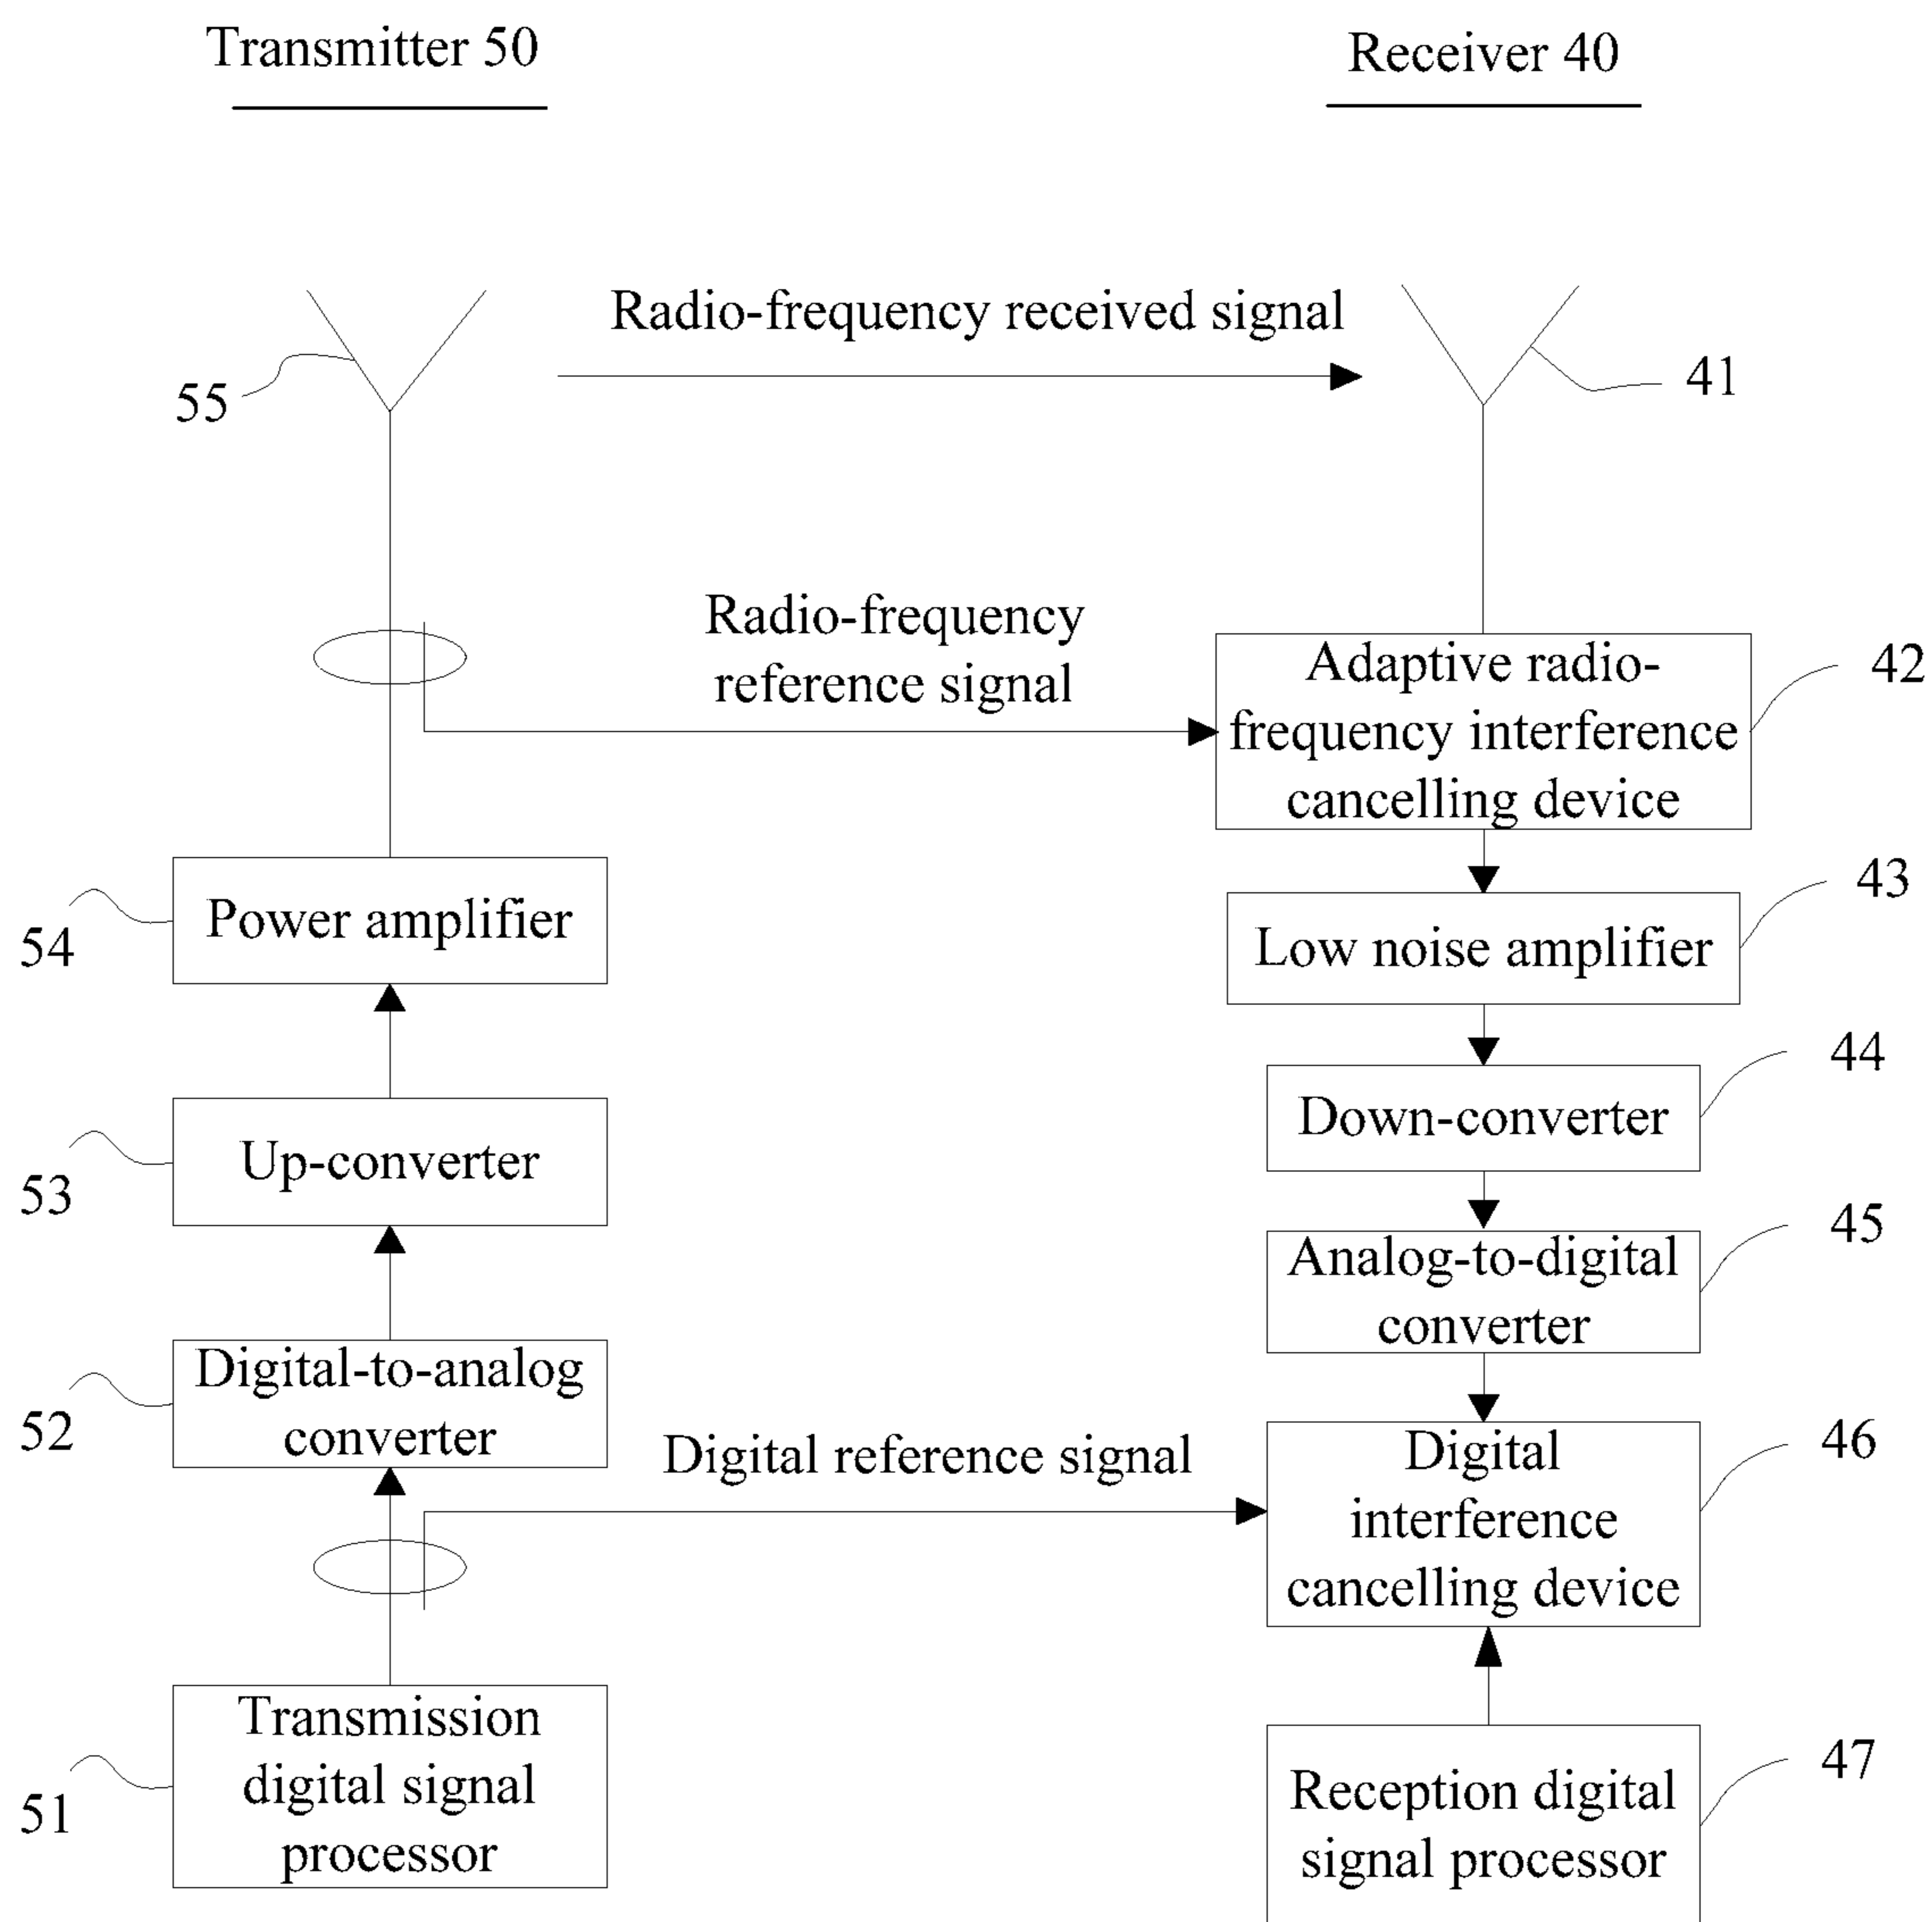 Transmitter 50
Receiver 40
Radio-frequency received signal
55
41
Radio-frequency
reference signal
Adaptive radio-
frequency interference
cancelling device
42
Power amplifier
54
Low noise amplifier
43
Down-converter
44
Up-converter
53
Analog-to-digital
converter
45
Digital-to-analog
converter
52
Digital reference signal
Digital
interference
cancelling device
46
Transmission
digital signal
processor
51
Reception digital
signal processor
47